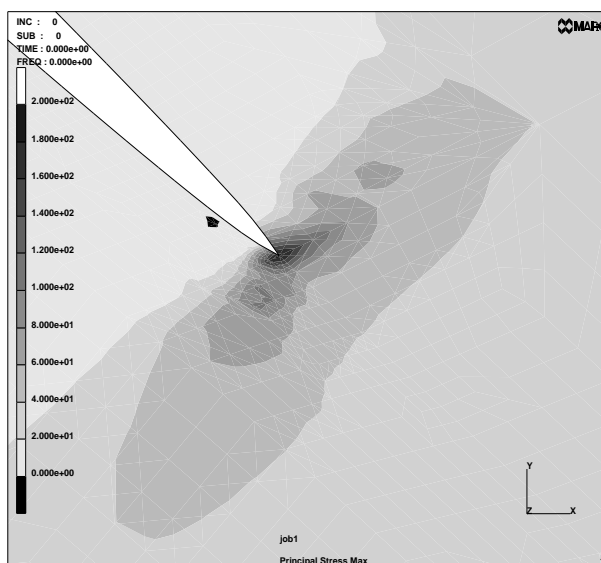 INC : 0
SUB : 0
TIME : 0.000e+00
FREQ : 0.000e+00
MARC
2.000e+02
1.800e+02
1.600e+02
1.400e+02
1.200e+02
1.000e+02
8.000e+01
6.000e+01
4.000e+01
2.000e+01
0.000e+00
Y
Z X
job1
Principal Stress Max